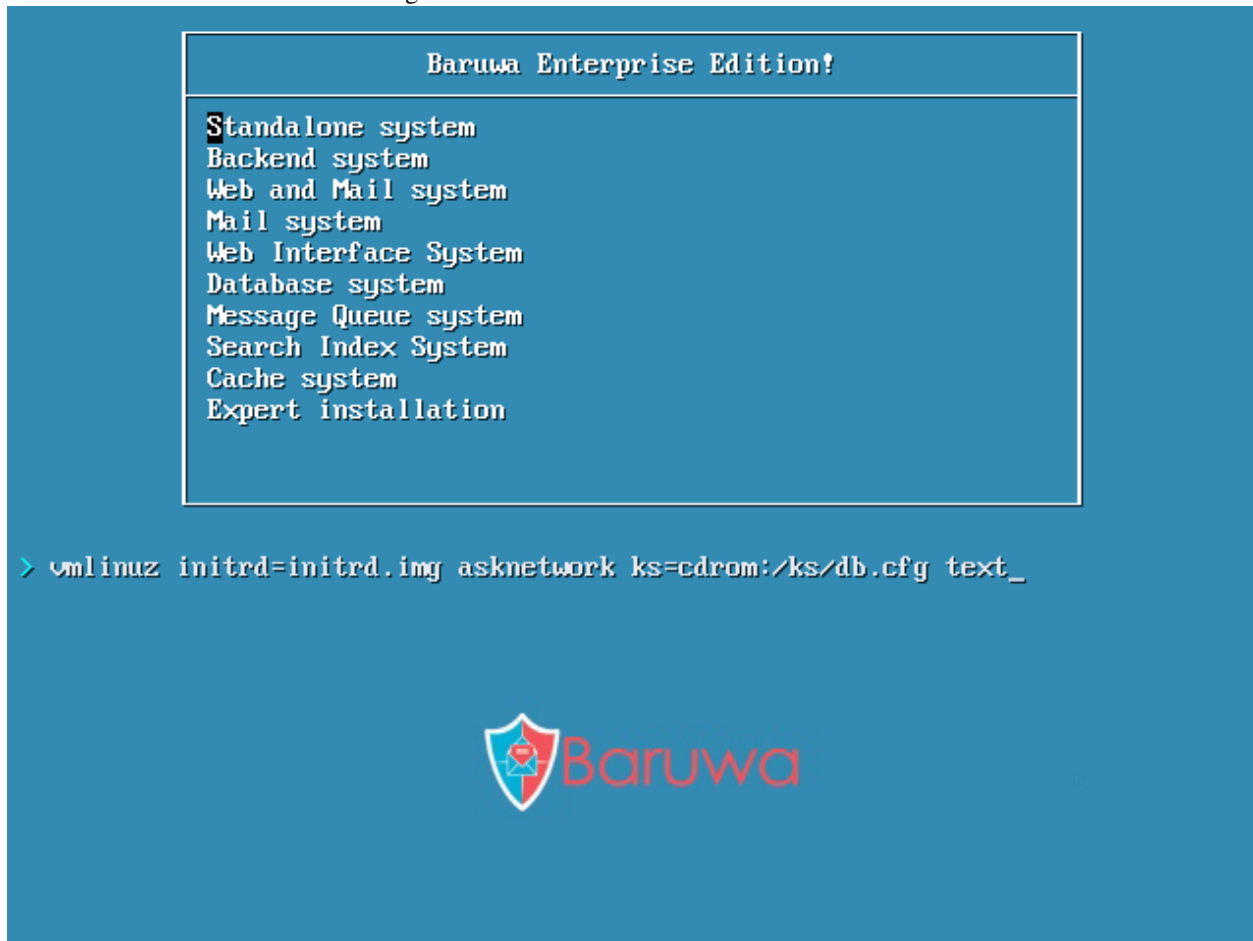 Baruwa Enterprise Edition!
Standalone system
Backend system
Web and Mail system
Mail system
Web Interface System
Database system
Message Queue system
Search Index System
Cache system
Expert installation
> vmlinuz initrd=initrd.img asknetwork ks=cdrom:/ks/db.cfg text_
Baruwa